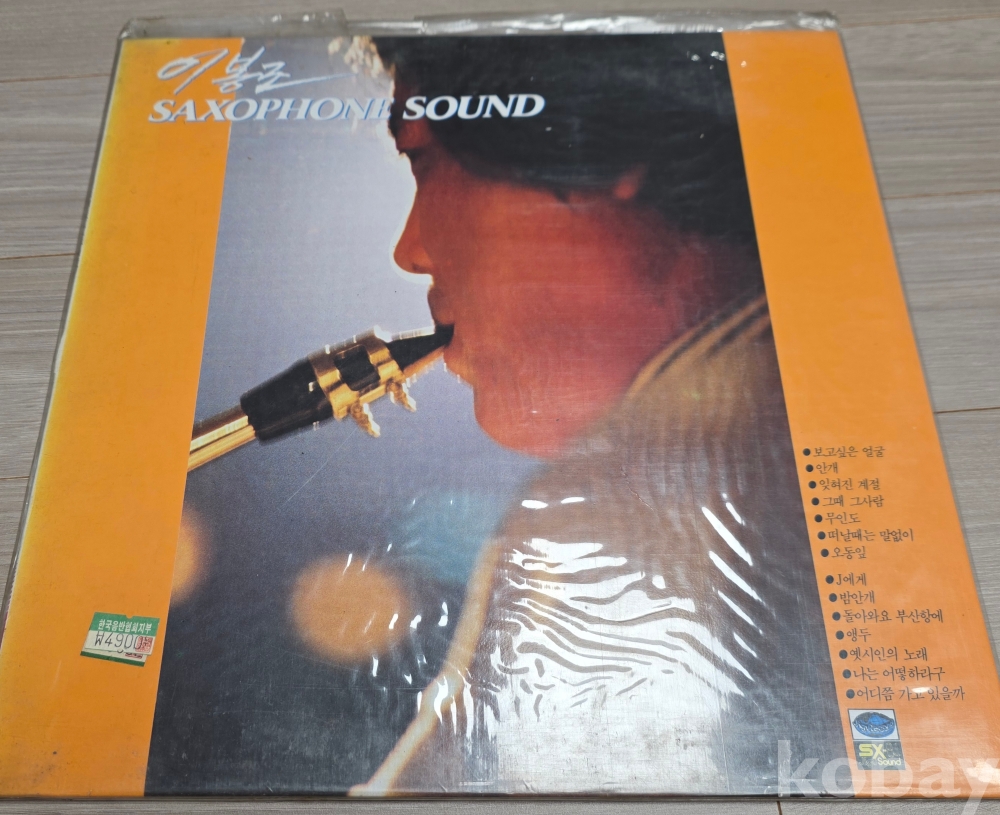 이봉조
SAXOPHONE SOUND
●보고싶은 얼굴
●안개
●잊혀진 계절
●그때 그사람
●무인도
●떠날때는 말없이
●오동잎
●J에게
●밤안개
●돌아와요 부산항에
●앵두
●옛시인의 노래
●나는 어떻하라구
●어디쯤 가고 있을까
한국음반협회지부
₩4900
SX
Sound
kobay